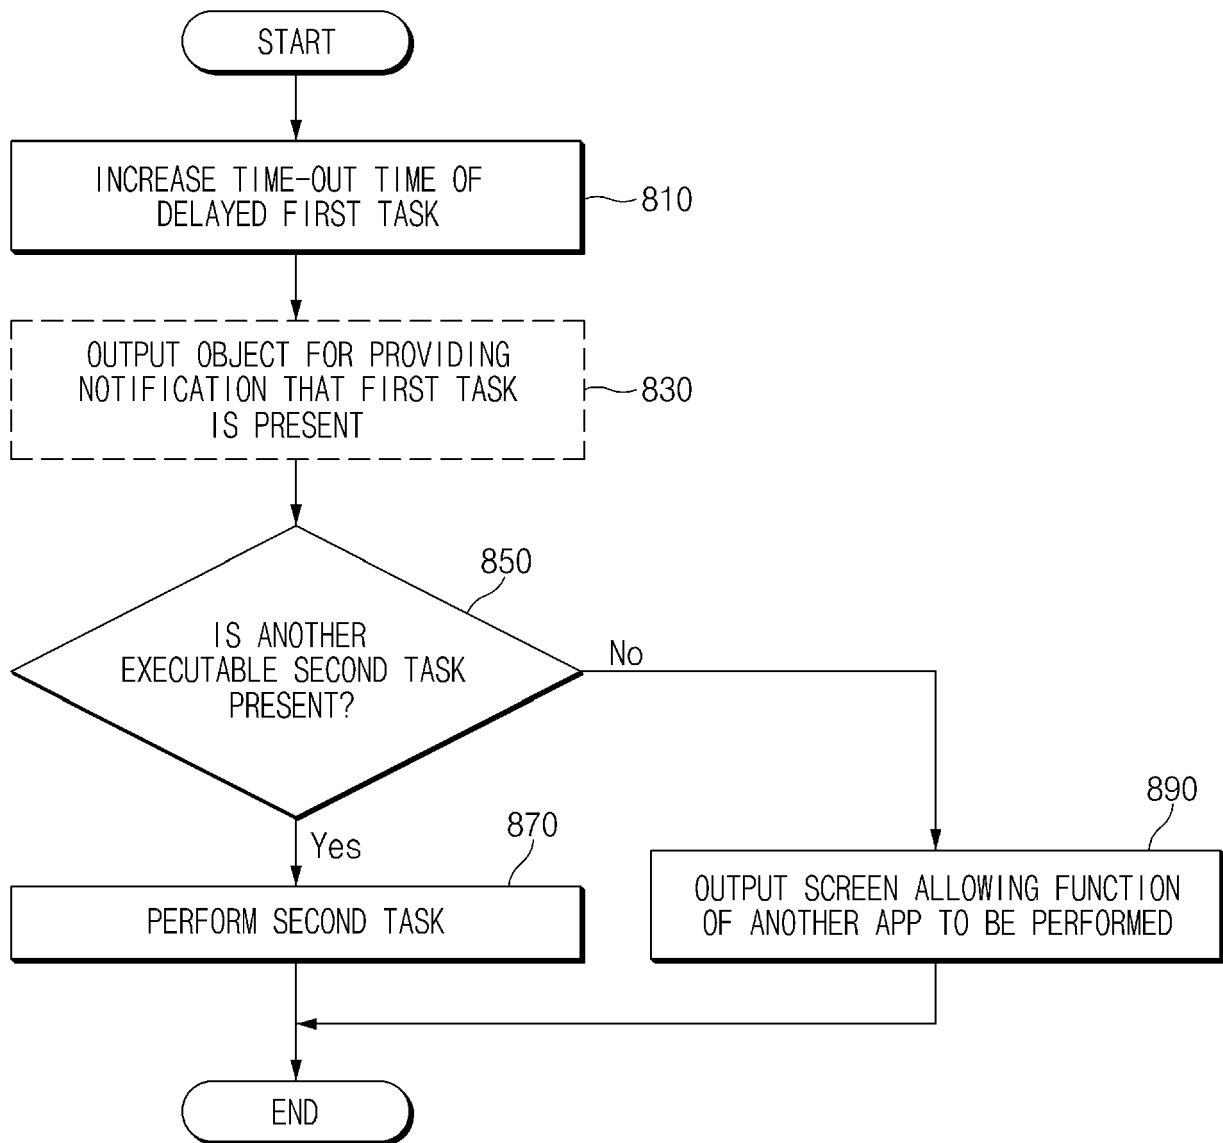 START
INCREASE TIME-OUT TIME OF
DELAYED FIRST TASK
810
OUTPUT OBJECT FOR PROVIDING
NOTIFICATION THAT FIRST TASK
IS PRESENT
830
850
IS ANOTHER
EXECUTABLE SECOND TASK
PRESENT?
No
Yes
870
PERFORM SECOND TASK
890
OUTPUT SCREEN ALLOWING FUNCTION
OF ANOTHER APP TO BE PERFORMED
END